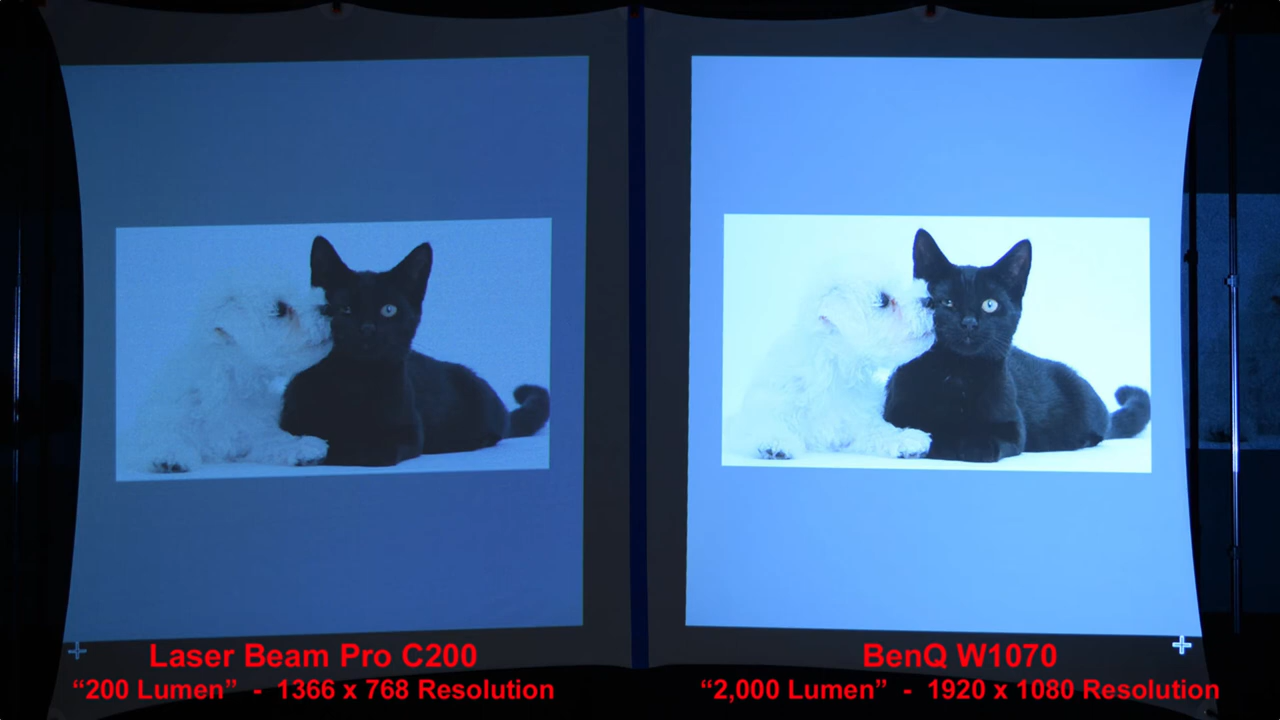 Laser Beam Pro C200
“200 Lumen” - 1366 x 768 Resolution
BenQ W1070
“2,000 Lumen” - 1920 x 1080 Resolution